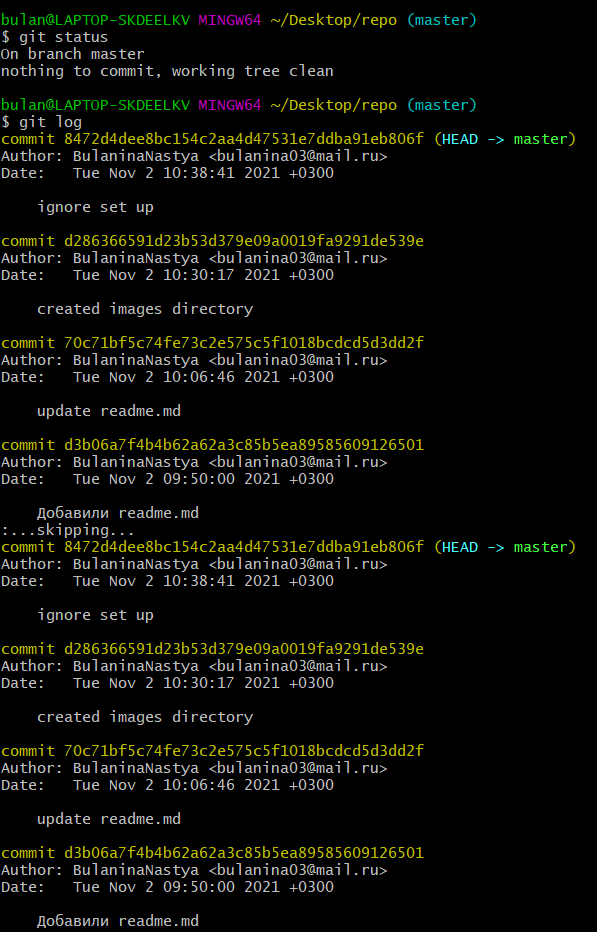 bulan@LAPTOP-SKDEELKV MINGW64 ~/Desktop/repo (master)
$ git status
On branch master
nothing to commit, working tree clean
bulan@LAPTOP-SKDEELKV MINGW64 ~/Desktop/repo (master)
$ git log
commit 8472d4dee8bc154c2aa4d47531e7ddba91eb806f (HEAD -> master)
Author: BulaninaNastya <bulanina03@mail.ru>
Date:   Tue Nov 2 10:38:41 2021 +0300
    ignore set up
commit d286366591d23b53d379e09a0019fa9291de539e
Author: BulaninaNastya <bulanina03@mail.ru>
Date:   Tue Nov 2 10:30:17 2021 +0300
    created images directory
commit 70c71bf5c74fe73c2e575c5f1018bcdcd5d3dd2f
Author: BulaninaNastya <bulanina03@mail.ru>
Date:   Tue Nov 2 10:06:46 2021 +0300
    update readme.md
commit d3b06a7f4b4b62a62a3c85b5ea89585609126501
Author: BulaninaNastya <bulanina03@mail.ru>
Date:   Tue Nov 2 09:50:00 2021 +0300
    Добавили readme.md
:...skipping...
commit 8472d4dee8bc154c2aa4d47531e7ddba91eb806f (HEAD -> master)
Author: BulaninaNastya <bulanina03@mail.ru>
Date:   Tue Nov 2 10:38:41 2021 +0300
    ignore set up
commit d286366591d23b53d379e09a0019fa9291de539e
Author: BulaninaNastya <bulanina03@mail.ru>
Date:   Tue Nov 2 10:30:17 2021 +0300
    created images directory
commit 70c71bf5c74fe73c2e575c5f1018bcdcd5d3dd2f
Author: BulaninaNastya <bulanina03@mail.ru>
Date:   Tue Nov 2 10:06:46 2021 +0300
    update readme.md
commit d3b06a7f4b4b62a62a3c85b5ea89585609126501
Author: BulaninaNastya <bulanina03@mail.ru>
Date:   Tue Nov 2 09:50:00 2021 +0300
    Добавили readme.md